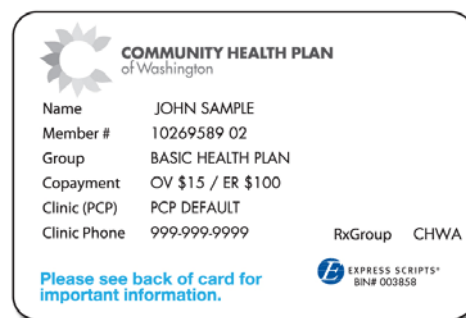 COMMUNITY HEALTH PLAN
of Washington
Name JOHN SAMPLE
Member # 10269589 02
Group BASIC HEALTH PLAN
Copayment OV $15 / ER $100
Clinic (PCP) PCP DEFAULT
Clinic Phone 999-999-9999
RxGroup CHWA
Please see back of card for
important information.
E EXPRESS SCRIPTS®
BIN# 003858